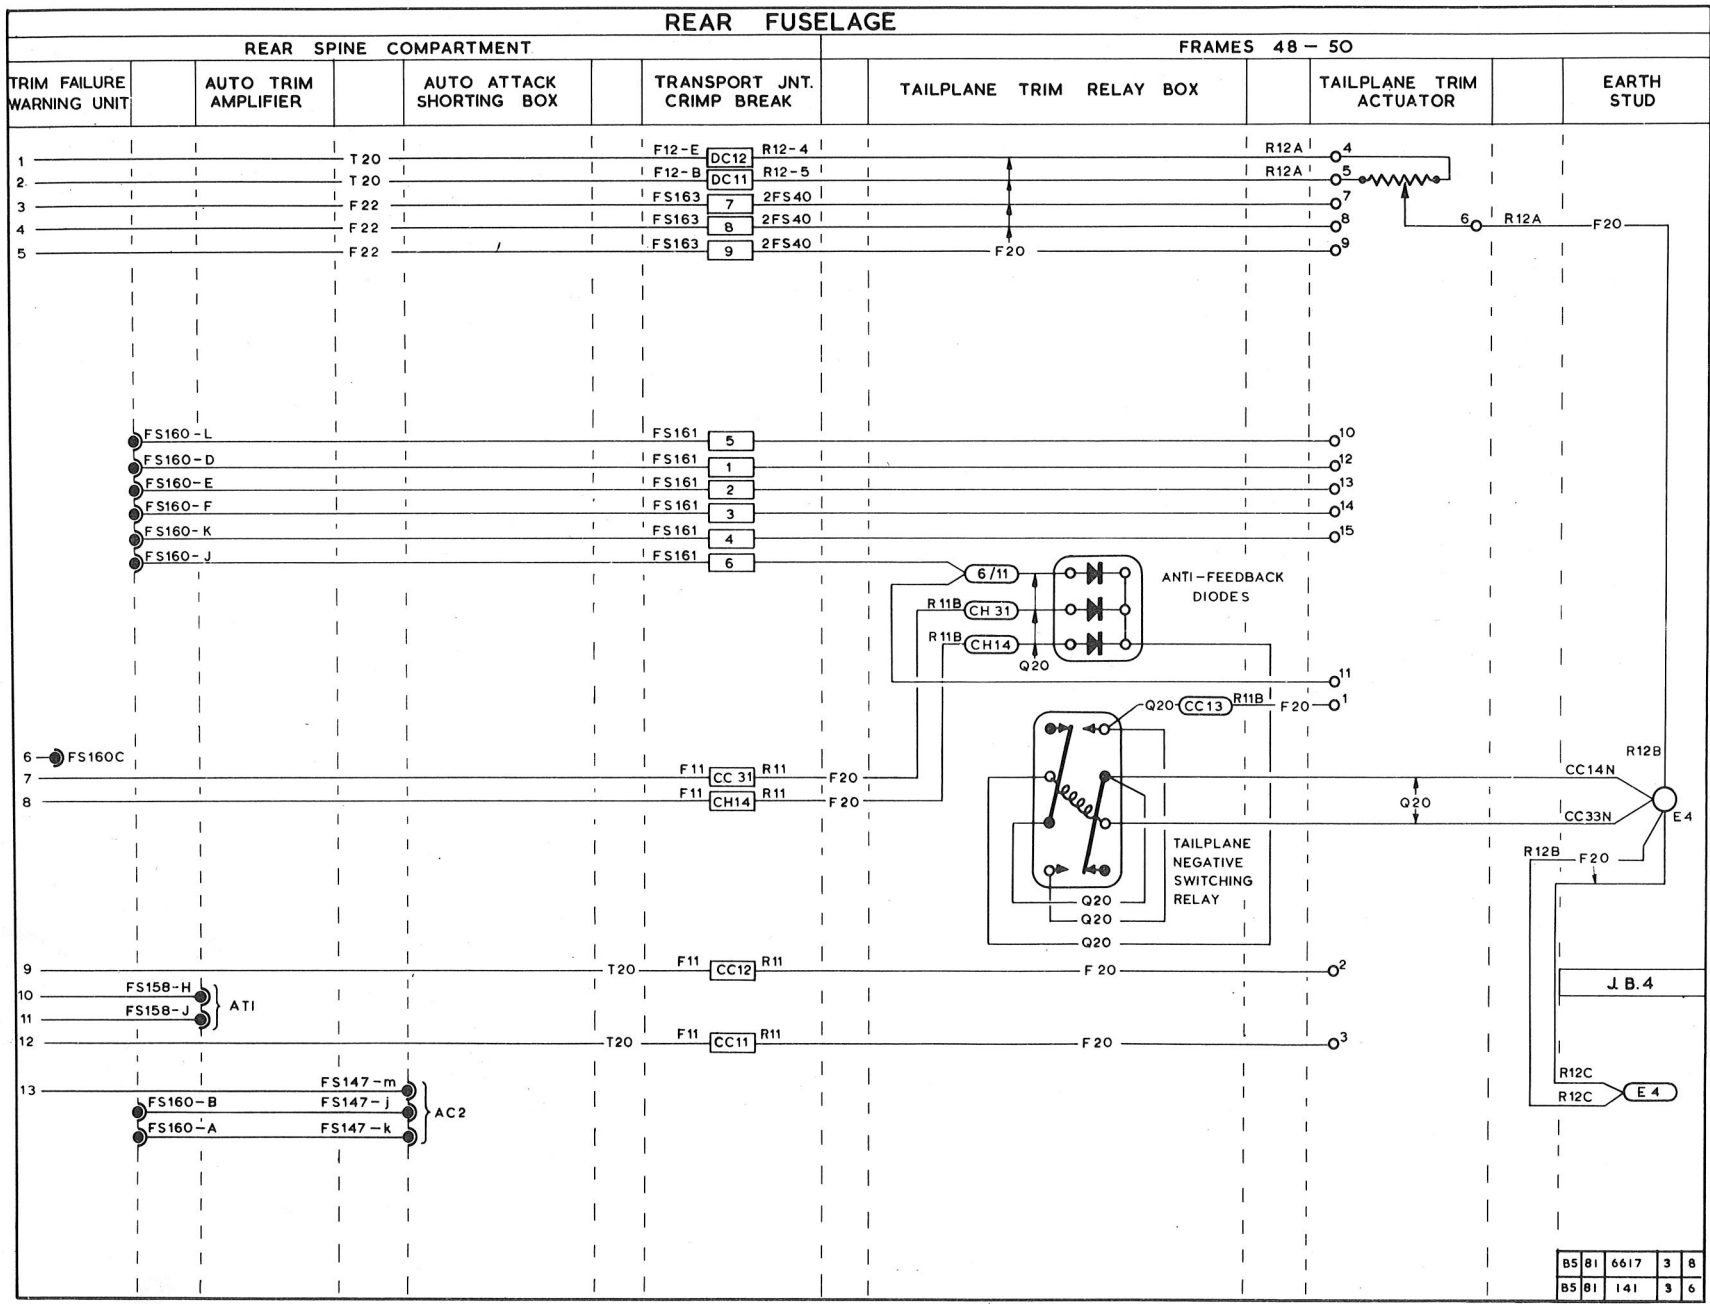 REAR FUSELAGE
REAR SPINE COMPARTMENT
FRAMES 48 – 50
TRIM FAILURE
WARNING UNIT
AUTO TRIM
AMPLIFIER
AUTO ATTACK
SHORTING BOX
TRANSPORT JNT.
CRIMP BREAK
TAILPLANE TRIM RELAY BOX
TAILPLANE TRIM
ACTUATOR
EARTH
STUD
1 T20 F12-E DC12 R12-4 R12A 4
2 T20 F12-B DC11 R12-5 R12A 5
3 F22 FS163 7 2FS40 7
4 F22 FS163 8 2FS40 8 6 R12A F20
5 F22 FS163 9 2FS40 F20 9
FS160-L FS161 5 10
FS160-D FS161 1 12
FS160-E FS161 2 13
FS160-F FS161 3 14
FS160-K FS161 4 15
FS160-J FS161 6
6/11
ANTI-FEEDBACK
DIODES
R11B CH 31
R11B CH14
Q20
11
Q20 CC13 R11B F20 1
6 FS160C
R12B
7 F11 CC 31 R11 F20
CC14N
8 F11 CH14 R11 F20
Q20
CC33N
E4
TAILPLANE
NEGATIVE
SWITCHING
RELAY
R12B F20
Q20
Q20
Q20
9 T20 F11 CC12 R11 F20 2
J.B.4
10 FS158-H
AT1
11 FS158-J
12 T20 F11 CC11 R11 F20 3
13 FS147-m
FS160-B FS147-j
AC2
FS160-A FS147-k
R12C
E4
R12C
B5 81 6617 3 8
B5 81 141 3 6